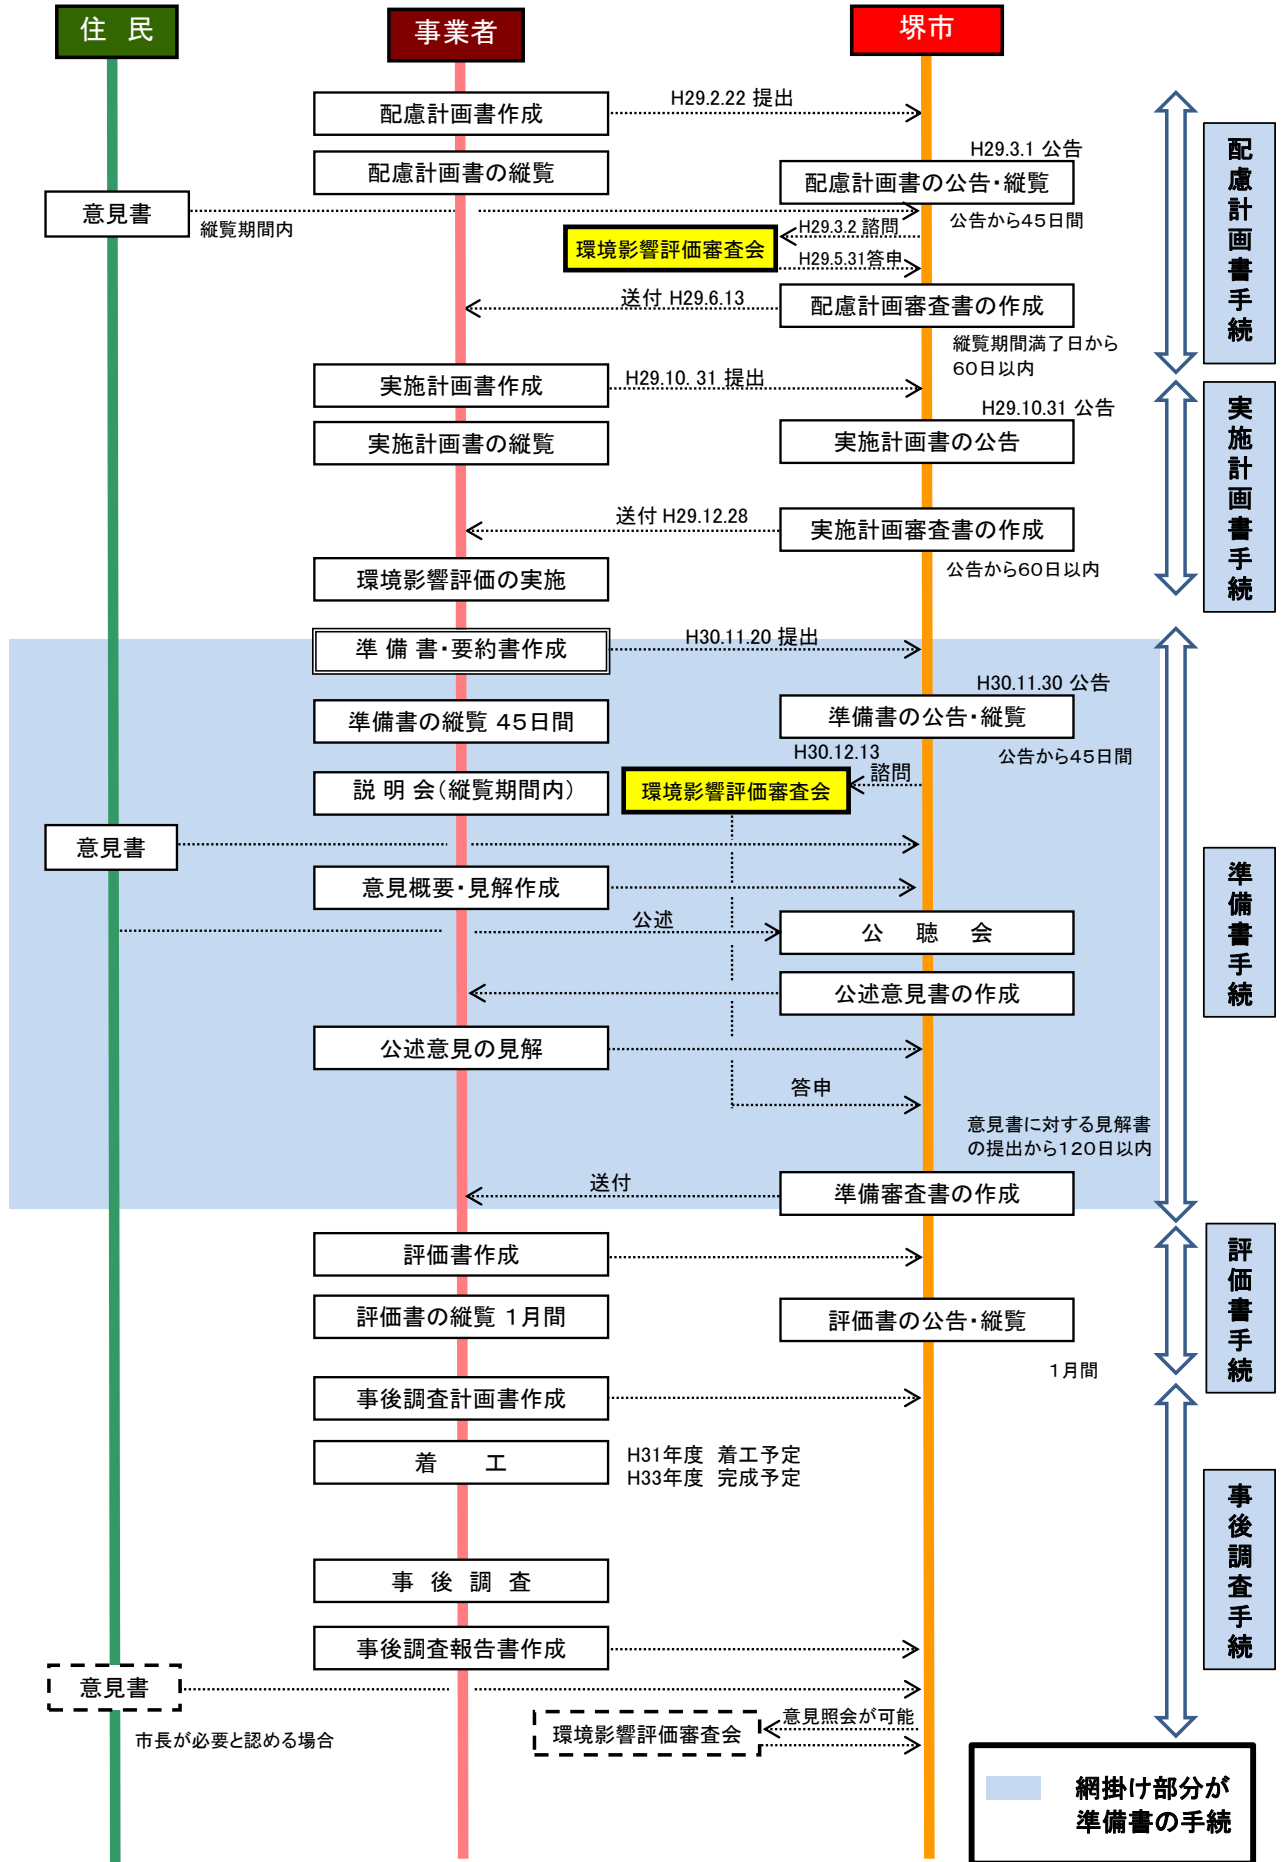 住 民
事業者
堺市
配慮計画書作成
H29.2.22 提出
配慮計画書の縦覧
H29.3.1 公告
配慮計画書の公告・縦覧
公告から45日間
意見書
縦覧期間内
環境影響評価審査会
H29.3.2 諮問
H29.5.31答申
送付 H29.6.13
配慮計画審査書の作成
縦覧期間満了日から
60日以内
配慮計画書手続
実施計画書作成
H29.10. 31 提出
H29.10.31 公告
実施計画書の縦覧
実施計画書の公告
送付 H29.12.28
実施計画審査書の作成
公告から60日以内
環境影響評価の実施
実施計画書手続
準 備 書・要約書作成
H30.11.20 提出
H30.11.30 公告
準備書の縦覧 45日間
準備書の公告・縦覧
公告から45日間
H30.12.13
諮問
説 明 会(縦覧期間内)
環境影響評価審査会
意見書
意見概要・見解作成
公述
公 聴 会
公述意見書の作成
公述意見の見解
答申
意見書に対する見解書
の提出から120日以内
送付
準備審査書の作成
準備書手続
評価書作成
評価書の縦覧 1月間
評価書の公告・縦覧
1月間
評価書手続
事後調査計画書作成
着 工
H31年度 着工予定
H33年度 完成予定
事 後 調 査
事後調査報告書作成
意見書
市長が必要と認める場合
環境影響評価審査会
意見照会が可能
事後調査手続
網掛け部分が
準備書の手続